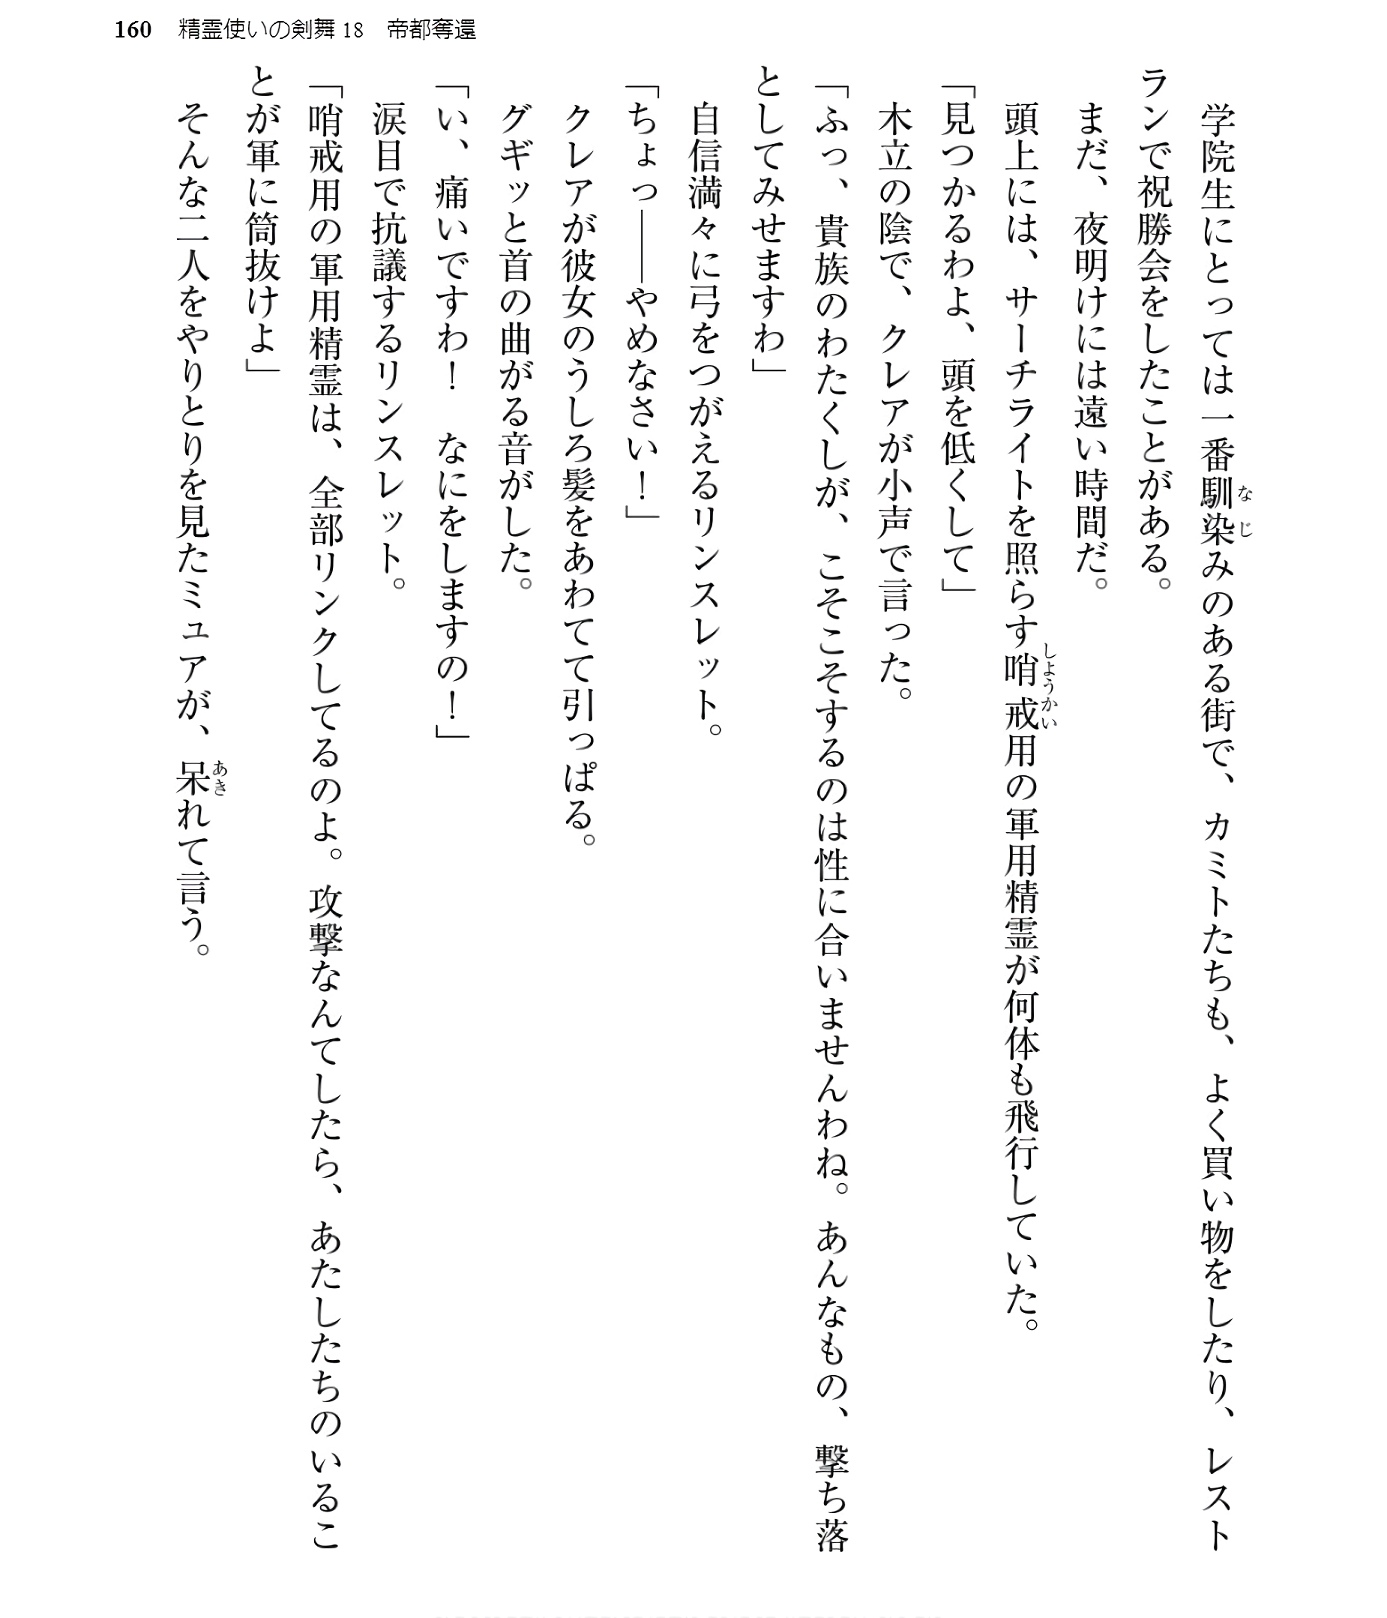 160 精霊使いの剣舞18 帝都奪還
　学院生にとっては一番馴染みのある街で、カミトたちも、よく買い物をしたり、レスト
ランで祝勝会をしたことがある。
　まだ、夜明けには遠い時間だ。
　頭上には、サーチライトを照らす哨戒用の軍用精霊が何体も飛行していた。
「見つかるわよ、頭を低くして」
　木立の陰で、クレアが小声で言った。
「ふっ、貴族のわたくしが、こそこそするのは性に合いませんわね。あんなもの、撃ち落
としてみせますわ」
　自信満々に弓をつがえるリンスレット。
「ちょっ――やめなさい！」
　クレアが彼女のうしろ髪をあわてて引っぱる。
　グギッと首の曲がる音がした。
「い、痛いですわ！　なにをしますの！」
　涙目で抗議するリンスレット。
「哨戒用の軍用精霊は、全部リンクしてるのよ。攻撃なんてしたら、あたしたちのいるこ
とが軍に筒抜けよ」
　そんな二人をやりとりを見たミュアが、呆れて言う。
なじ
しようかい
あき